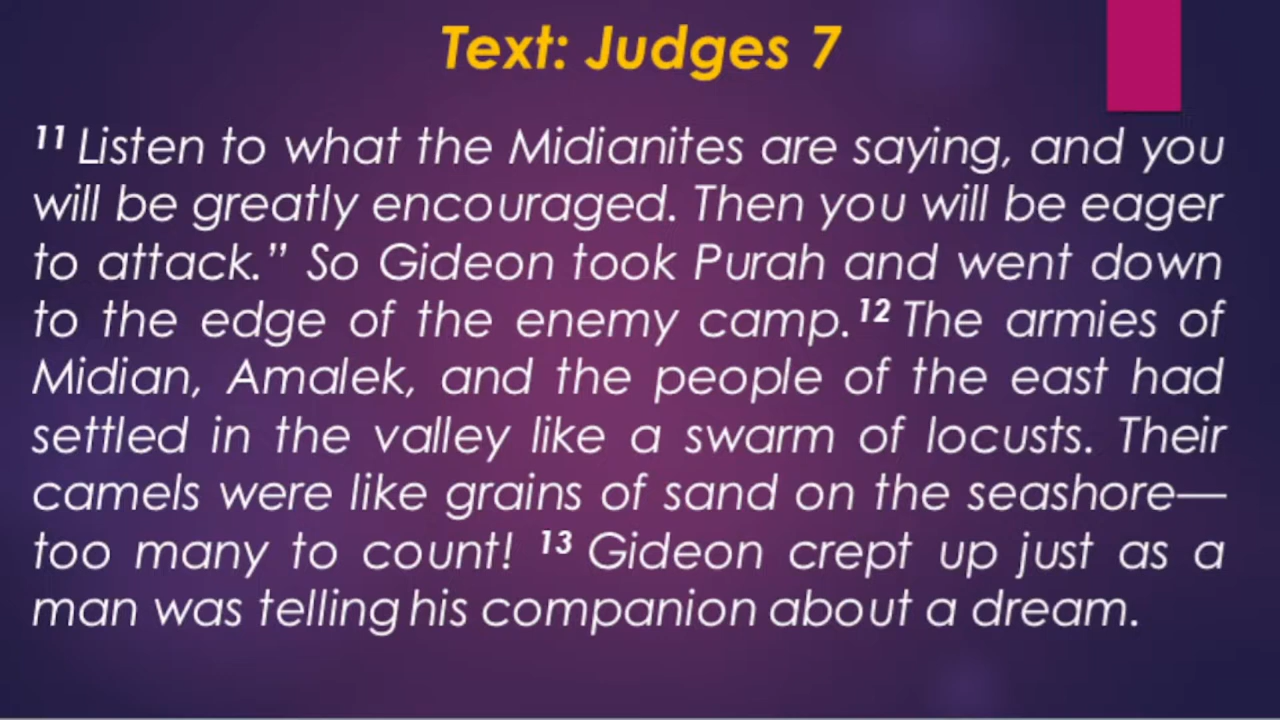 Text: Judges 7
11 Listen to what the Midianites are saying, and you
will be greatly encouraged. Then you will be eager
to attack.” So Gideon took Purah and went down
to the edge of the enemy camp. 12 The armies of
Midian, Amalek, and the people of the east had
settled in the valley like a swarm of locusts. Their
camels were like grains of sand on the seashore—
too many to count! 13 Gideon crept up just as a
man was telling his companion about a dream.